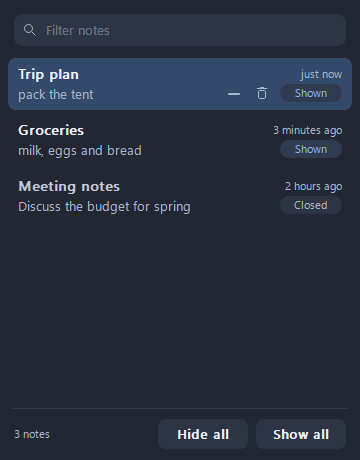 Filter notes
Trip plan just now
pack the tent Shown
Groceries 3 minutes ago
milk, eggs and bread Shown
Meeting notes 2 hours ago
Discuss the budget for spring Closed
3 notes Hide all Show all